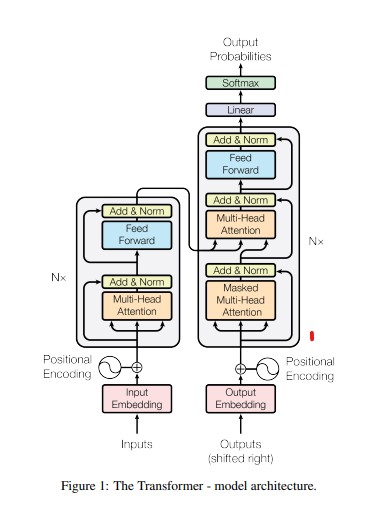 Output
Probabilities
Softmax
Linear
Add & Norm
Feed
Forward
Add & Norm
Multi-Head
Attention
Add & Norm
Masked
Multi-Head
Attention
N×
Add & Norm
Feed
Forward
Add & Norm
Multi-Head
Attention
N×
Positional
Encoding
Positional
Encoding
Input
Embedding
Output
Embedding
Inputs
Outputs
(shifted right)
Figure 1: The Transformer - model architecture.